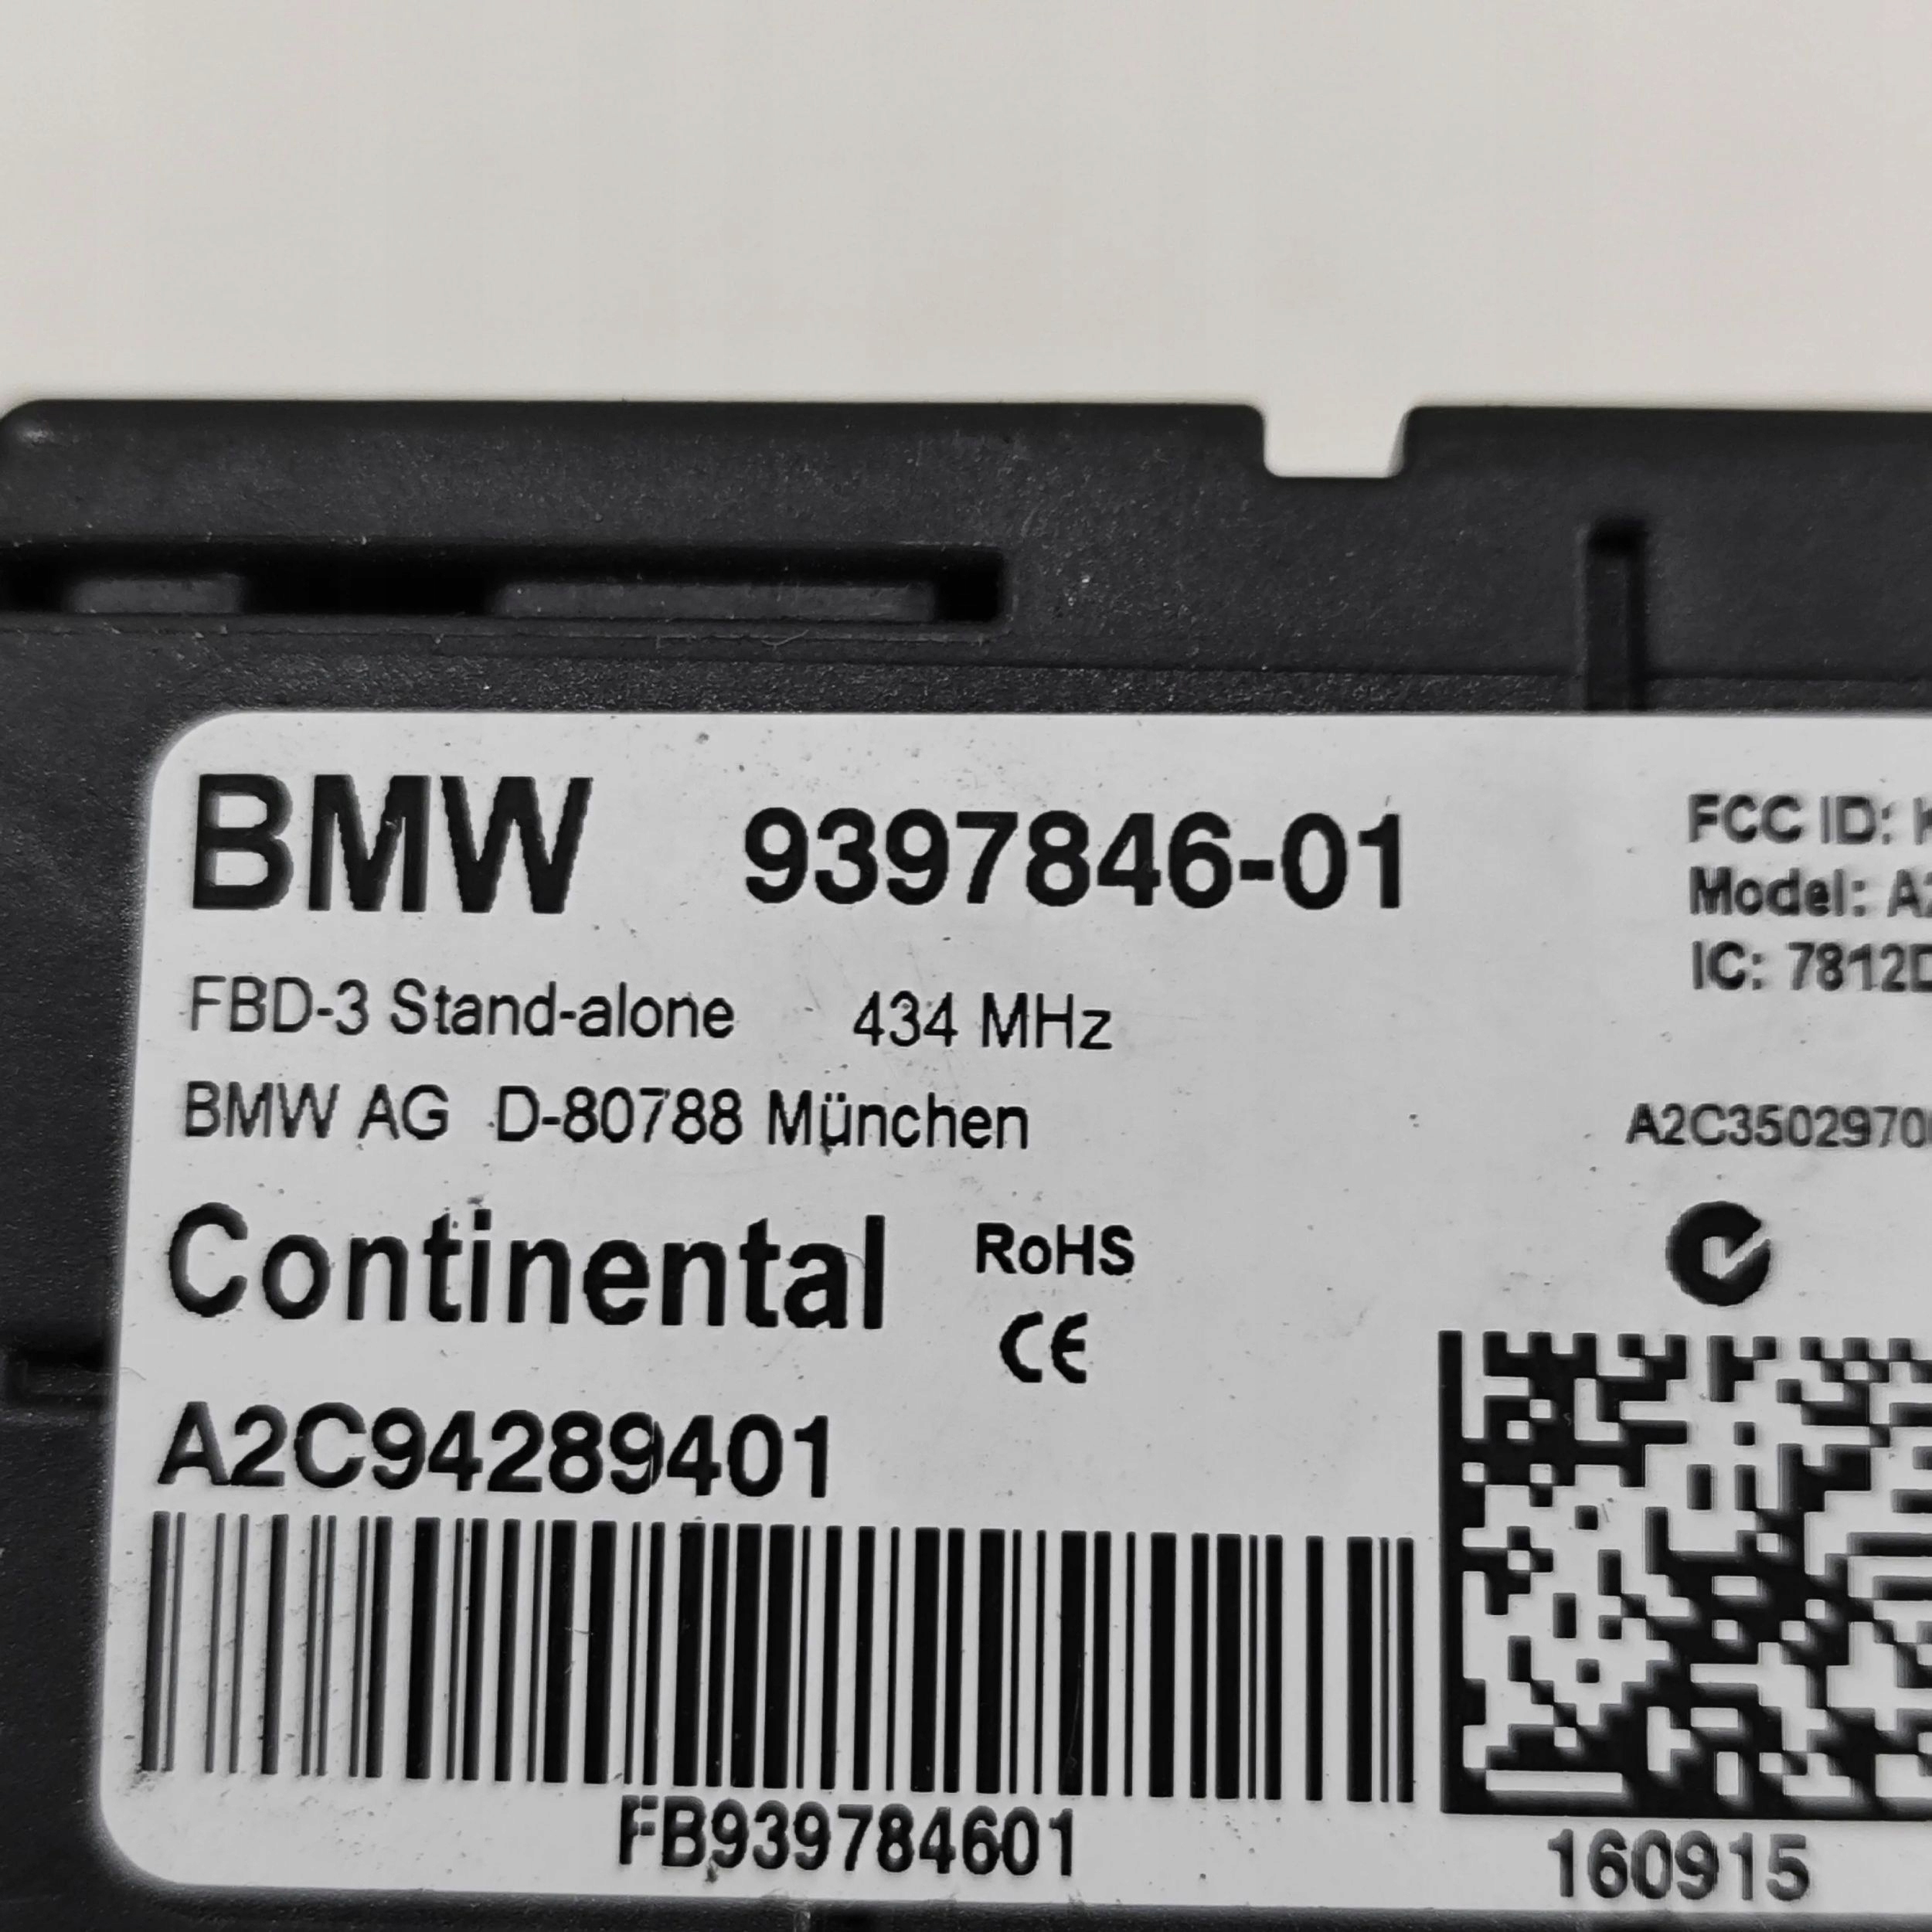 BMW 9397846-01
FBD-3 Stand-alone 434 MHz
BMW AG D-80788 München
Continental RoHS
CE
A2C94289401
FB939784601
FCC ID:
Model:
IC:
160915